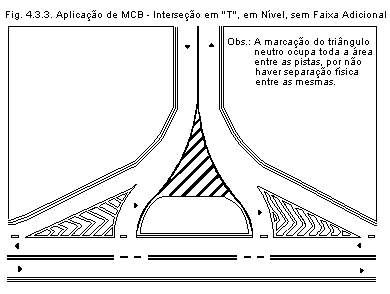 Fig. 4.3.3. Aplicação de MCB - Interseção em "T", em Nível, sem Faixa Adicional
Obs.: A marcação do triângulo
neutro ocupa toda a área
entre as pistas, por não
haver separação física
entre as mesmas.